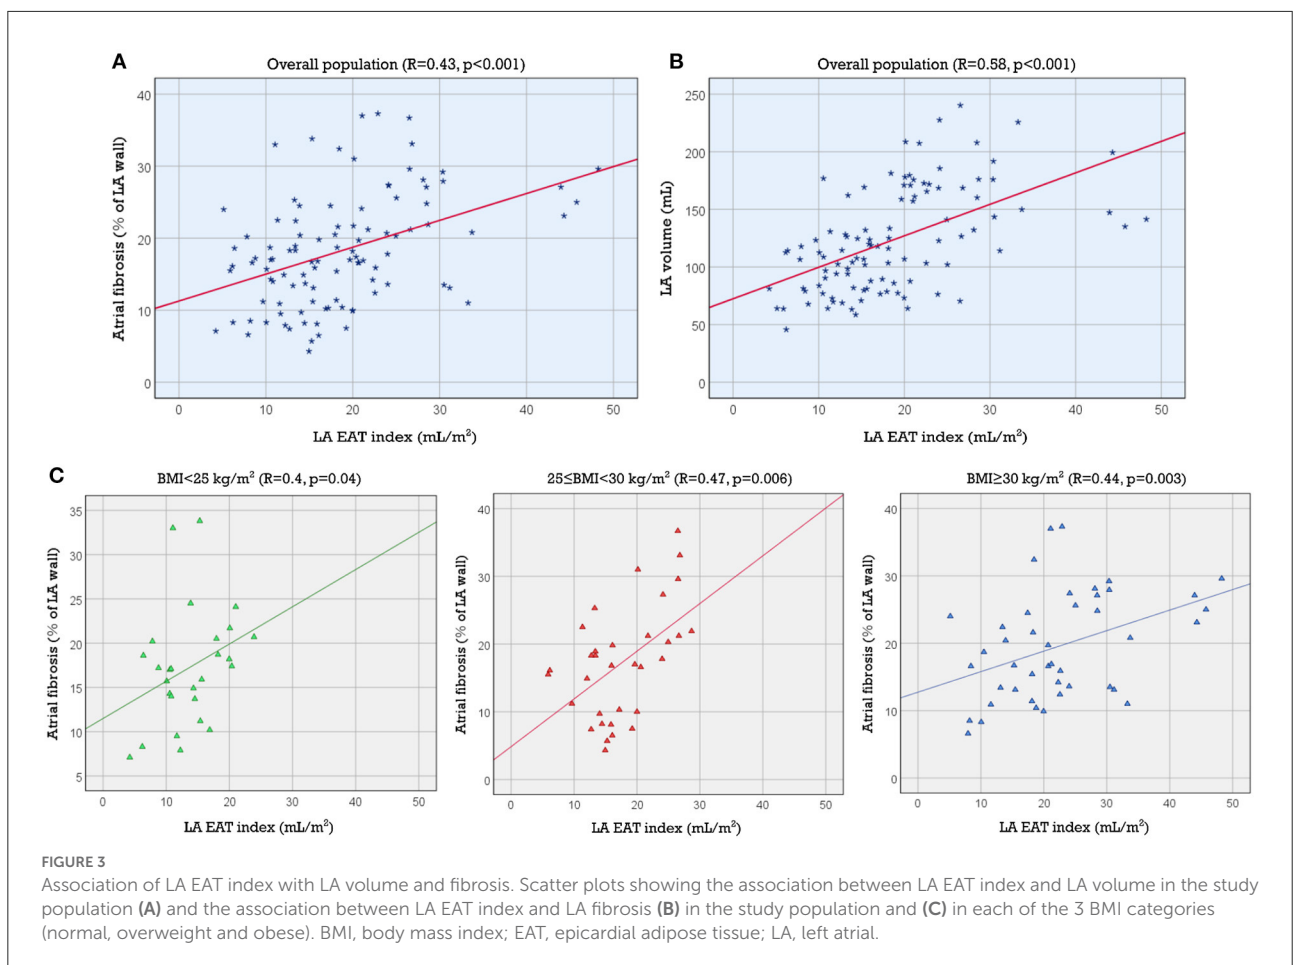 A
Overall population (R=0.43, p<0.001)
40
30
20
10
0
Atrial fibrosis (% of LA wall)
0 10 20 30 40 50
LA EAT index (mL/m²)
B
Overall population (R=0.58, p<0.001)
250
200
150
100
50
0
LA volume (mL)
0 10 20 30 40 50
LA EAT index (mL/m²)
C
BMI<25 kg/m² (R=0.4, p=0.04)
35
30
25
20
15
10
5
Atrial fibrosis (% of LA wall)
0 10 20 30 40 50
LA EAT index (mL/m²)
25≤BMI<30 kg/m² (R=0.47, p=0.006)
40
30
20
10
0
Atrial fibrosis (% of LA wall)
0 10 20 30 40 50
LA EAT index (mL/m²)
BMI≥30 kg/m² (R=0.44, p=0.003)
40
30
20
10
0
Atrial fibrosis (% of LA wall)
0 10 20 30 40 50
LA EAT index (mL/m²)
FIGURE 3
Association of LA EAT index with LA volume and fibrosis. Scatter plots showing the association between LA EAT index and LA volume in the study
population (A) and the association between LA EAT index and LA fibrosis (B) in the study population and (C) in each of the 3 BMI categories
(normal, overweight and obese). BMI, body mass index; EAT, epicardial adipose tissue; LA, left atrial.